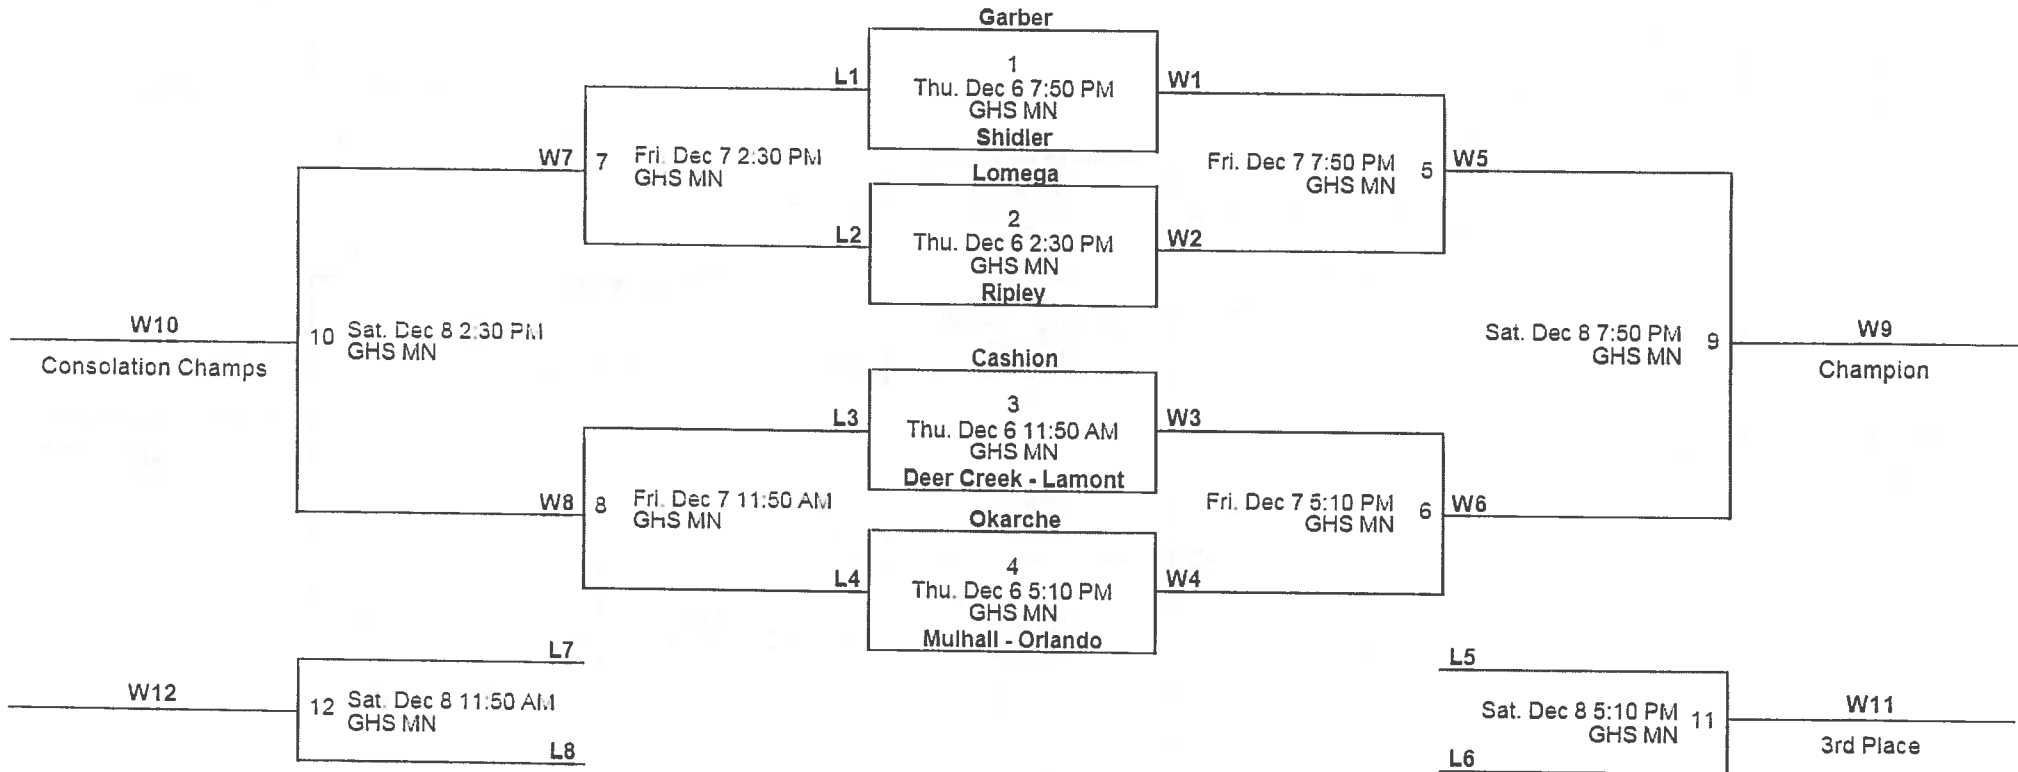 Garber
1
Thu. Dec 6 7:50 PM
GHS MN
Shidler
L1
W1
W7
7
Fri. Dec 7 2:30 PM
GHS MN
Fri. Dec 7 7:50 PM
GHS MN
5
W5
Lomega
2
Thu. Dec 6 2:30 PM
GHS MN
Ripley
L2
W2
W10
Consolation Champs
10
Sat. Dec 8 2:30 PM
GHS MN
Sat. Dec 8 7:50 PM
GHS MN
9
W9
Champion
Cashion
3
Thu. Dec 6 11:50 AM
GHS MN
Deer Creek - Lamont
L3
W3
W8
8
Fri. Dec 7 11:50 AM
GHS MN
Fri. Dec 7 5:10 PM
GHS MN
6
W6
Okarche
4
Thu. Dec 6 5:10 PM
GHS MN
Mulhall - Orlando
L4
W4
L7
W12
12
Sat. Dec 8 11:50 AM
GHS MN
L8
L5
Sat. Dec 8 5:10 PM
GHS MN
11
W11
3rd Place
L6